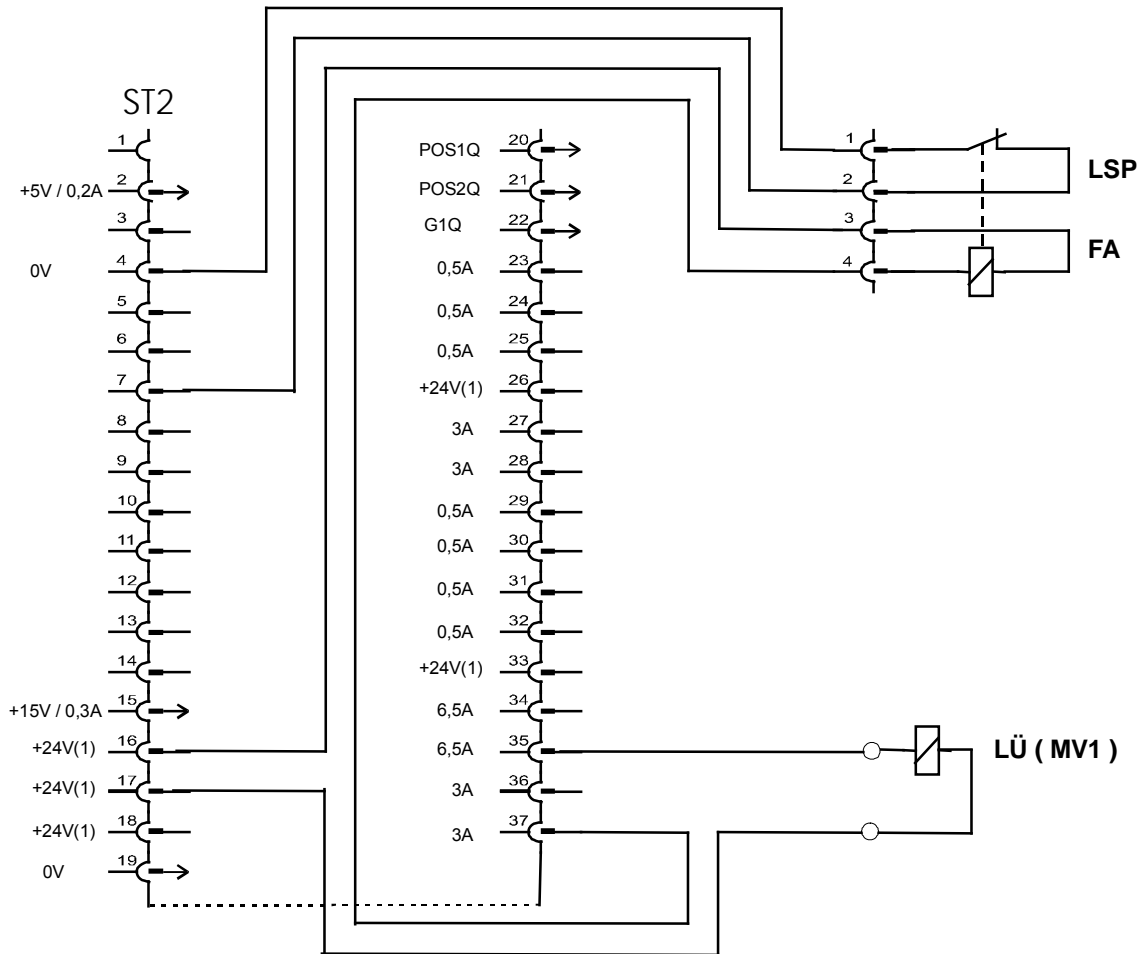 ST2
1
+5V / 0,2A 2
3
0V 4
5
6
7
8
9
10
11
12
13
14
+15V / 0,3A 15
+24V(1) 16
+24V(1) 17
+24V(1) 18
0V 19
POS1Q 20
POS2Q 21
G1Q 22
0,5A 23
0,5A 24
0,5A 25
+24V(1) 26
3A 27
3A 28
0,5A 29
0,5A 30
0,5A 31
0,5A 32
+24V(1) 33
6,5A 34
6,5A 35
3A 36
3A 37
1
2
3
4
LSP
FA
LÜ ( MV1 )